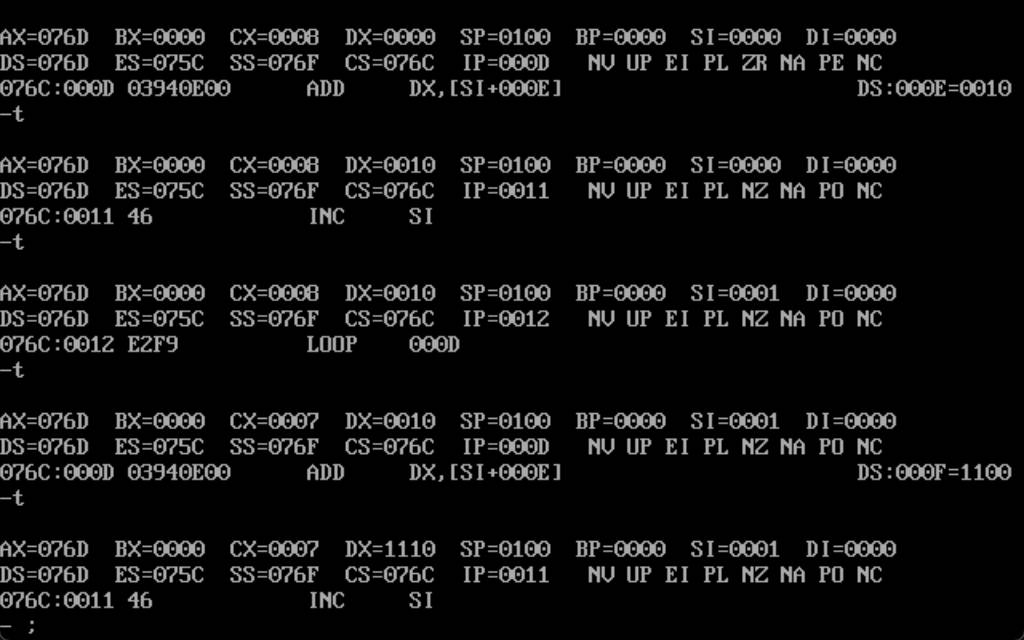 AX=076D  BX=0000  CX=0008  DX=0000  SP=0100  BP=0000  SI=0000  DI=0000
DS=076D  ES=075C  SS=076F  CS=076C  IP=000D   NV UP EI PL ZR NA PE NC
076C:000D 03940E00      ADD     DX,[SI+000E]                       DS:000E=0010
-t
AX=076D  BX=0000  CX=0008  DX=0010  SP=0100  BP=0000  SI=0000  DI=0000
DS=076D  ES=075C  SS=076F  CS=076C  IP=0011   NV UP EI PL NZ NA PO NC
076C:0011 46            INC     SI
-t
AX=076D  BX=0000  CX=0008  DX=0010  SP=0100  BP=0000  SI=0001  DI=0000
DS=076D  ES=075C  SS=076F  CS=076C  IP=0012   NV UP EI PL NZ NA PO NC
076C:0012 E2F9          LOOP    000D
-t
AX=076D  BX=0000  CX=0007  DX=0010  SP=0100  BP=0000  SI=0001  DI=0000
DS=076D  ES=075C  SS=076F  CS=076C  IP=000D   NV UP EI PL NZ NA PO NC
076C:000D 03940E00      ADD     DX,[SI+000E]                       DS:000F=1100
-t
AX=076D  BX=0000  CX=0007  DX=1110  SP=0100  BP=0000  SI=0001  DI=0000
DS=076D  ES=075C  SS=076F  CS=076C  IP=0011   NV UP EI PL NZ NA PO NC
076C:0011 46            INC     SI
- ;